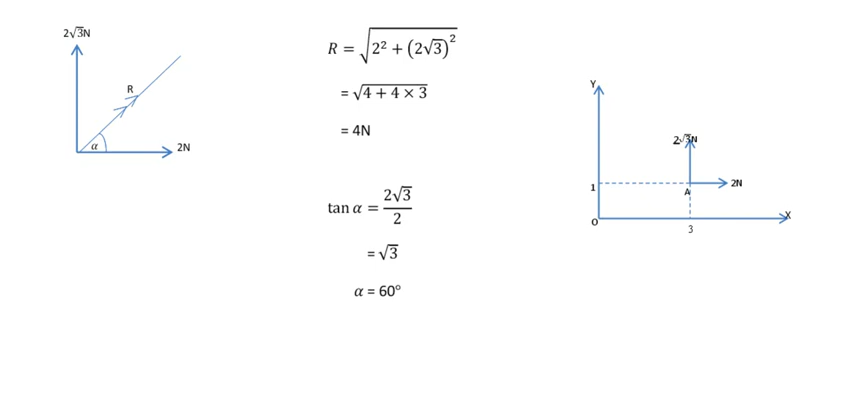 2√3N
R
α
2N
R = √(2² + (2√3)²)
= √(4 + 4 × 3)
= 4N
tan α = 2√3/2
= √3
α = 60°
Y
2√3N
2N
1
A
O
X
3